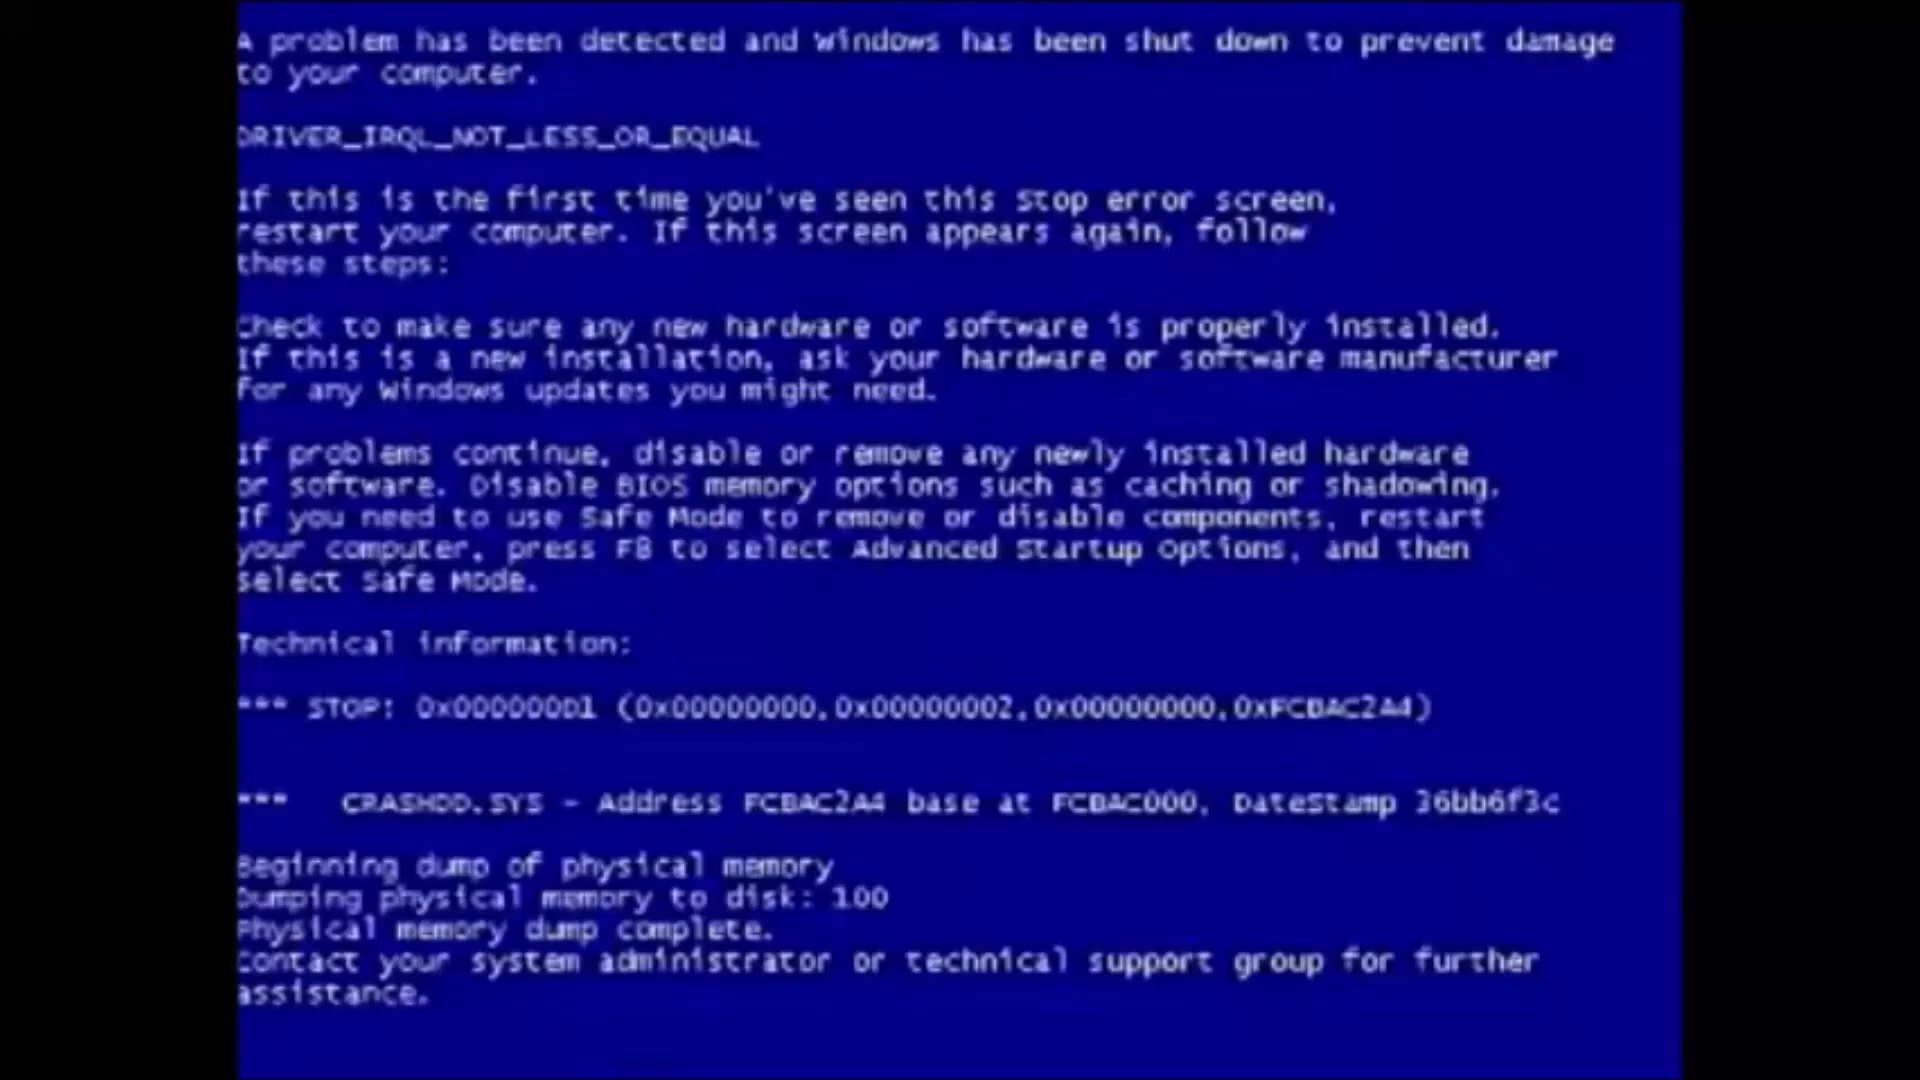 A problem has been detected and Windows has been shut down to prevent damage
to your computer.
DRIVER_IRQL_NOT_LESS_OR_EQUAL
If this is the first time you've seen this Stop error screen,
restart your computer. If this screen appears again, follow
these steps:
Check to make sure any new hardware or software is properly installed.
If this is a new installation, ask your hardware or software manufacturer
for any Windows updates you might need.
If problems continue, disable or remove any newly installed hardware
or software. Disable BIOS memory options such as caching or shadowing.
If you need to use Safe Mode to remove or disable components, restart
your computer, press F8 to select Advanced Startup Options, and then
select Safe Mode.
Technical information:
*** STOP: 0x000000D1 (0x00000000,0x00000002,0x00000000,0xFCBAC2A4)
*** CRASHDD.SYS - Address FCBAC2A4 base at FCBAC000, DateStamp 36bb6f3c
Beginning dump of physical memory
Dumping physical memory to disk: 100
Physical memory dump complete.
Contact your system administrator or technical support group for further
assistance.